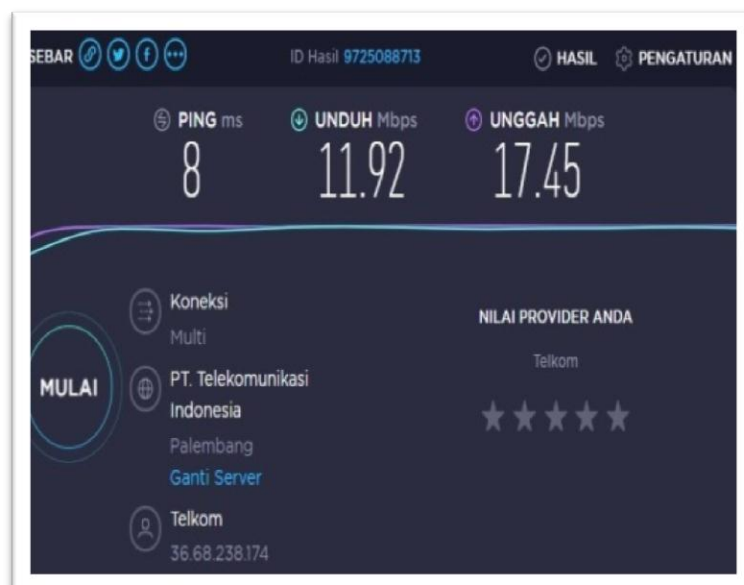 SEBAR
ID Hasil 9725088713
HASIL
PENGATURAN
PING ms
UNDUH Mbps
UNGGAH Mbps
8
11.92
17.45
Koneksi
Multi
MULAI
PT. Telekomunikasi
Indonesia
Palembang
Ganti Server
Telkom
36.68.238.174
NILAI PROVIDER ANDA
Telkom